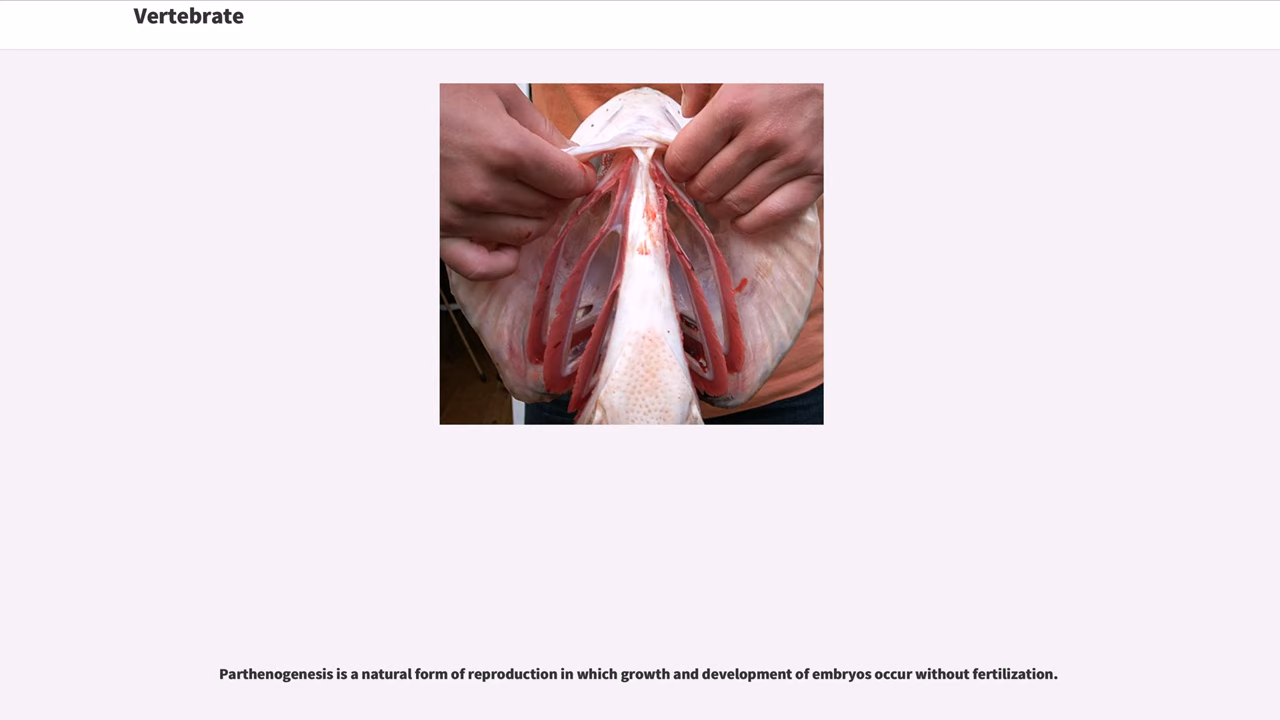 Vertebrate
Parthenogenesis is a natural form of reproduction in which growth and development of embryos occur without fertilization.